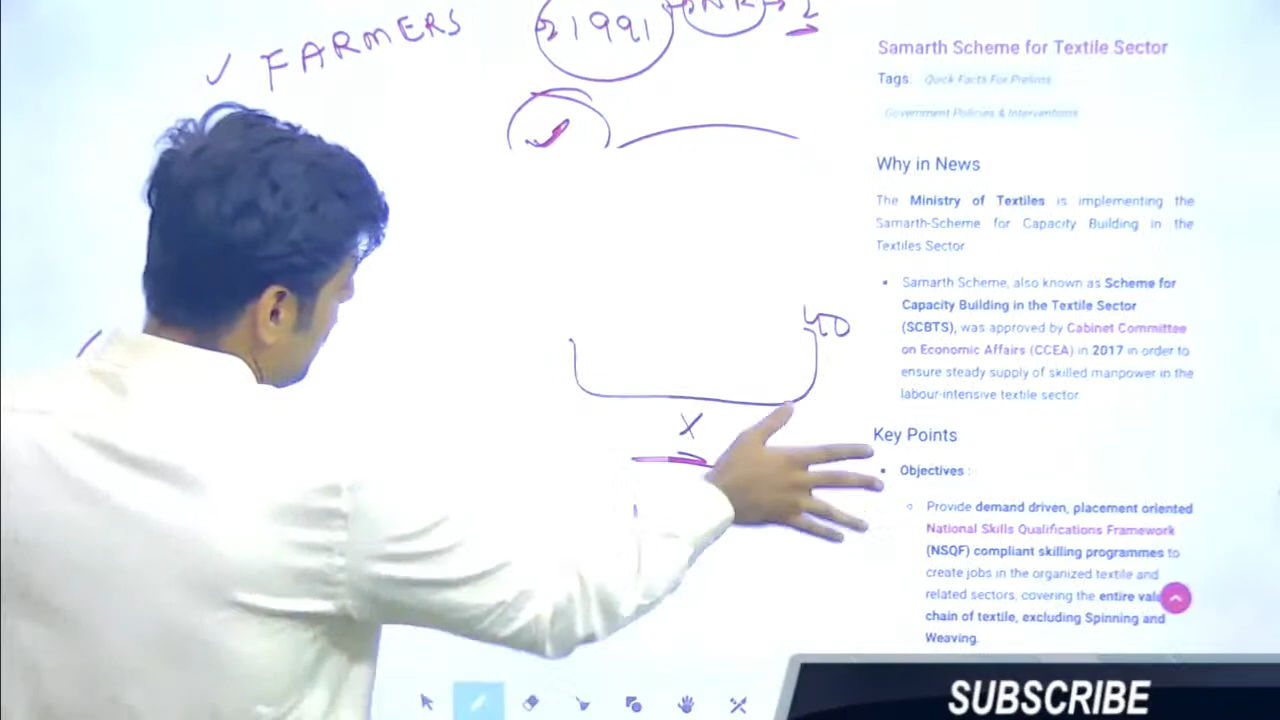 ✓ FARMERS
1991
Samarth Scheme for Textile Sector
Tags: Quick Facts For Prelims
Government Policies & Interventions
Why in News
The Ministry of Textiles is implementing the
Samarth-Scheme for Capacity Building in the
Textiles Sector
• Samarth Scheme, also known as Scheme for
Capacity Building in the Textile Sector
(SCBTS), was approved by Cabinet Committee
on Economic Affairs (CCEA) in 2017 in order to
ensure steady supply of skilled manpower in the
labour-intensive textile sector.
X
Key Points
• Objectives :
○ Provide demand driven, placement oriented
National Skills Qualifications Framework
(NSQF) compliant skilling programmes to
create jobs in the organized textile and
related sectors, covering the entire
chain of textile, excluding Spinning and
Weaving.
SUBSCRIBE